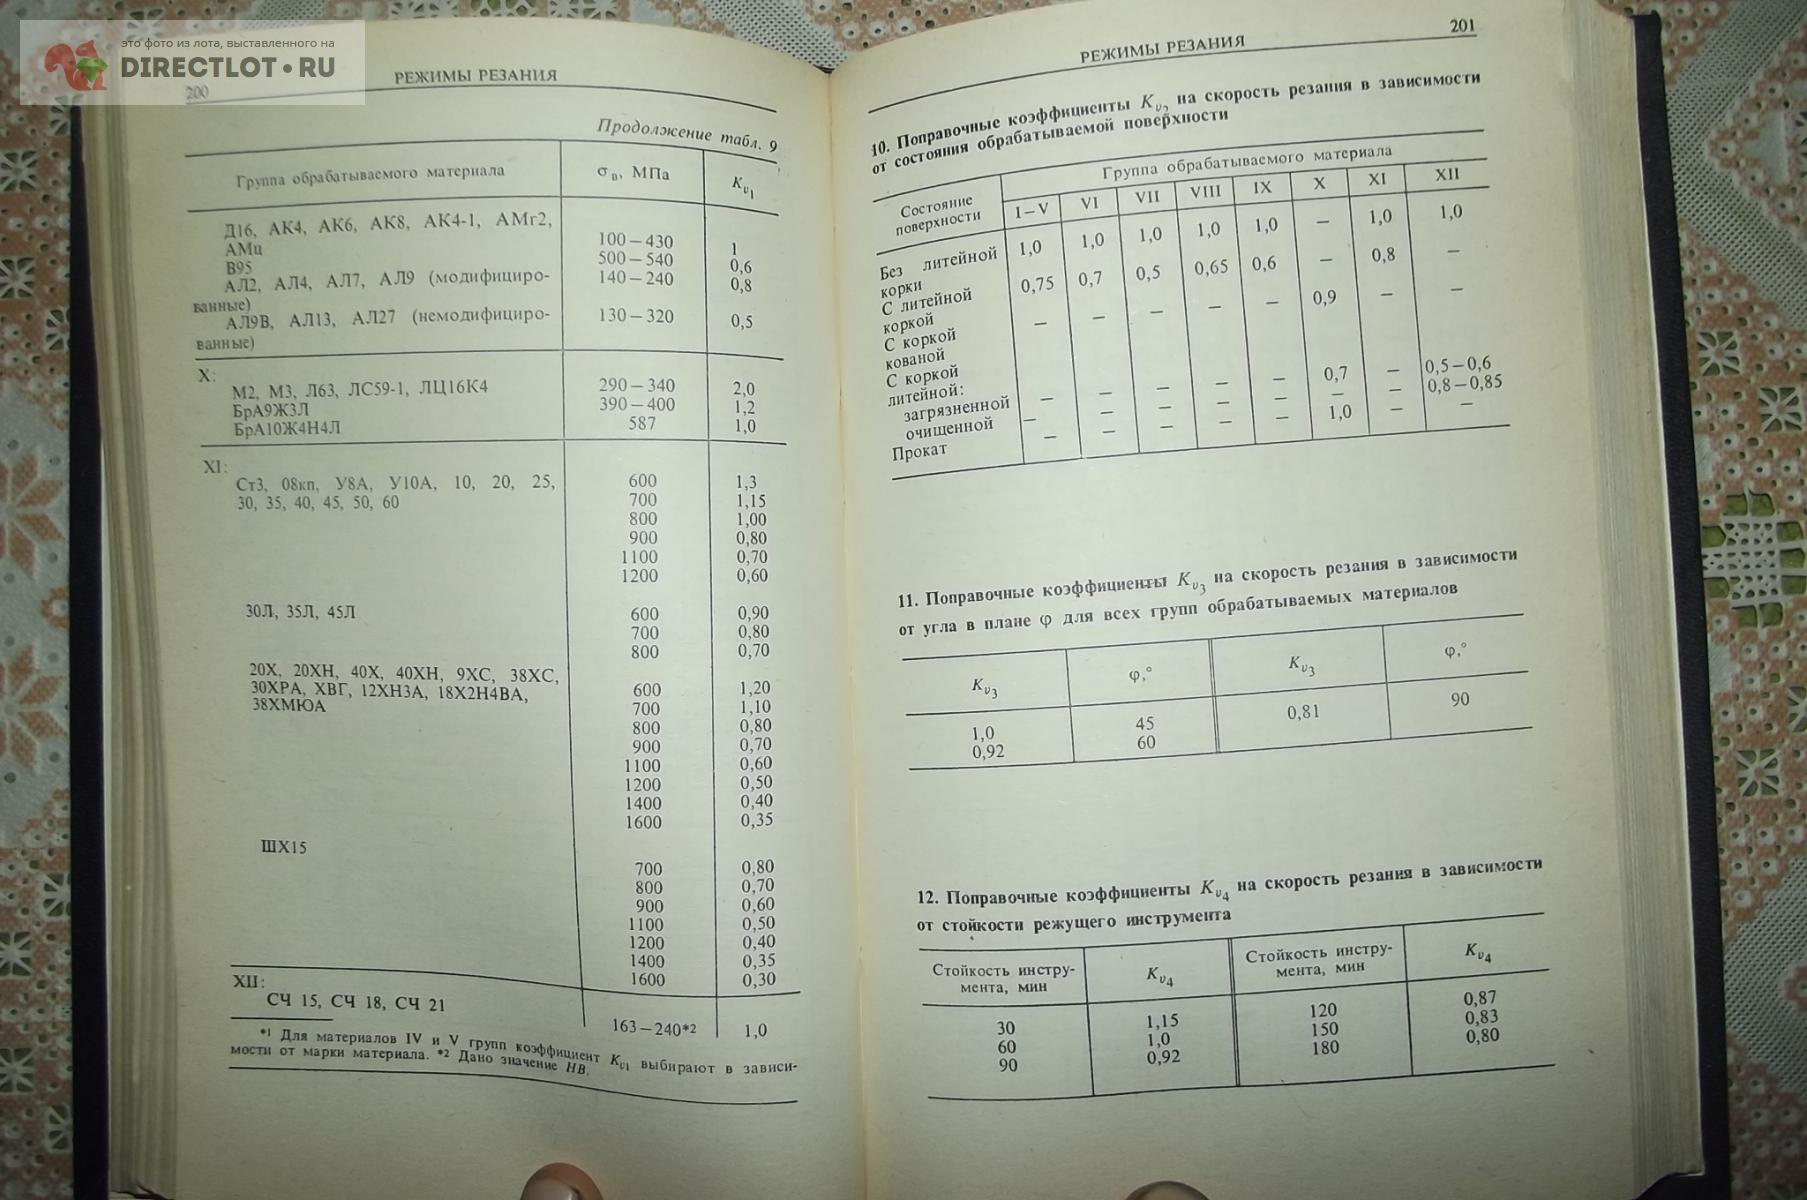 это фото из лота, выставленного на
DIRECTLOT.RU
200
РЕЖИМЫ РЕЗАНИЯ
Продолжение табл. 9
Группа обрабатываемого материала σв, МПа Kv1
Д16, АК4, АК6, АК8, АК4-1, АМг2,
АМц 100–430 1
В95 500–540 0,6
АЛ2, АЛ4, АЛ7, АЛ9 (модифициро- 140–240 0,8
ванные)
АЛ9В, АЛ13, АЛ27 (немодифициро- 130–320 0,5
ванные)
X:
М2, М3, Л63, ЛС59-1, ЛЦ16К4 290–340 2,0
БрА9Ж3Л 390–400 1,2
БрА10Ж4Н4Л 587 1,0
XI:
Ст3, 08кп, У8А, У10А, 10, 20, 25, 600 1,3
30, 35, 40, 45, 50, 60 700 1,15
800 1,00
900 0,80
1100 0,70
1200 0,60
30Л, 35Л, 45Л 600 0,90
700 0,80
800 0,70
20Х, 20ХН, 40Х, 40ХН, 9ХС, 38ХС,
30ХРА, ХВГ, 12ХН3А, 18Х2Н4ВА, 600 1,20
38ХМЮА 700 1,10
800 0,80
900 0,70
1100 0,60
1200 0,50
1400 0,40
1600 0,35
ШХ15
700 0,80
800 0,70
900 0,60
1100 0,50
1200 0,40
1400 0,35
1600 0,30
XII:
СЧ 15, СЧ 18, СЧ 21 163–240*2 1,0
*1 Для материалов IV и V групп коэффициент Kv1 выбирают в зависи-
мости от марки материала. *2 Дано значение HB.
РЕЖИМЫ РЕЗАНИЯ
201
10. Поправочные коэффициенты Kv2 на скорость резания в зависимости
от состояния обрабатываемой поверхности
Состояние поверхности
Группа обрабатываемого материала
I–V VI VII VIII IX X XI XII
Без литейной 1,0 1,0 1,0 1,0 1,0 – 1,0 1,0
корки
С литейной 0,75 0,7 0,5 0,65 0,6 – 0,8 –
коркой
С коркой – – – – – 0,9 – –
кованой
С коркой
литейной:
загрязненной – – – – – 0,7 – 0,5–0,6
очищенной – – – – – – – 0,8–0,85
Прокат – – – – – 1,0 – –
11. Поправочные коэффициенты Kv3 на скорость резания в зависимости
от угла в плане φ для всех групп обрабатываемых материалов
Kv3 φ,° Kv3 φ,°
1,0 45 0,81 90
0,92 60
12. Поправочные коэффициенты Kv4 на скорость резания в зависимости
от стойкости режущего инструмента
Стойкость инстру- Kv4 Стойкость инстру- Kv4
мента, мин мента, мин
30 1,15 120 0,87
60 1,0 150 0,83
90 0,92 180 0,80